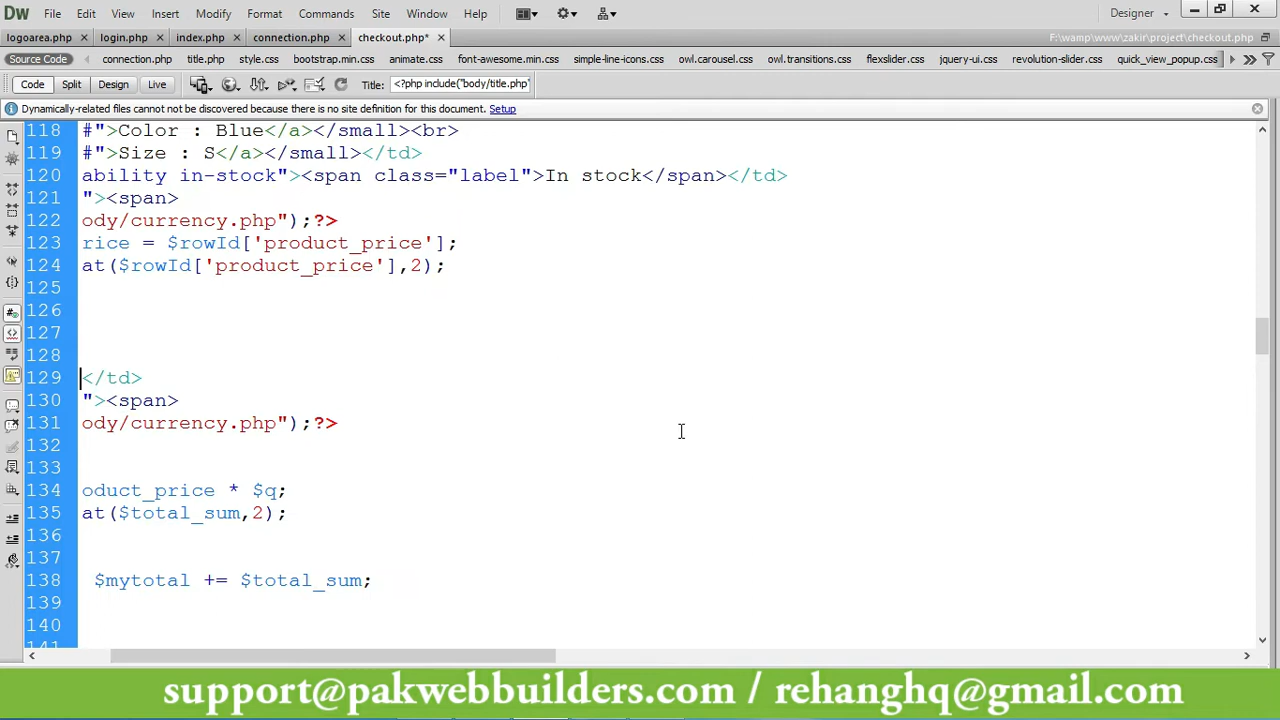 Dw File Edit View Insert Modify Format Commands Site Window Help Designer
logoarea.php × login.php × index.php × connection.php × checkout.php* × F:\wamp\www\zakir\project\checkout.php
Source Code connection.php title.php style.css bootstrap.min.css animate.css font-awesome.min.css simple-line-icons.css owl.carousel.css owl.transitions.css flexslider.css jquery-ui.css revolution-slider.css quick_view_popup.css
Code Split Design Live Title: <?php include("body/title.php"
Dynamically-related files cannot not be discovered because there is no site definition for this document. Setup
118 #">Color : Blue</a></small><br>
119 #">Size : S</a></small></td>
120 ability in-stock"><span class="label">In stock</span></td>
121 "><span>
122 ody/currency.php");?>
123 rice = $rowId['product_price'];
124 at($rowId['product_price'],2);
125
126
127
128
129 </td>
130 "><span>
131 ody/currency.php");?>
132
133
134 oduct_price * $q;
135 at($total_sum,2);
136
137
138 $mytotal += $total_sum;
139
140
141
support@pakwebbuilders.com / rehanghq@gmail.com